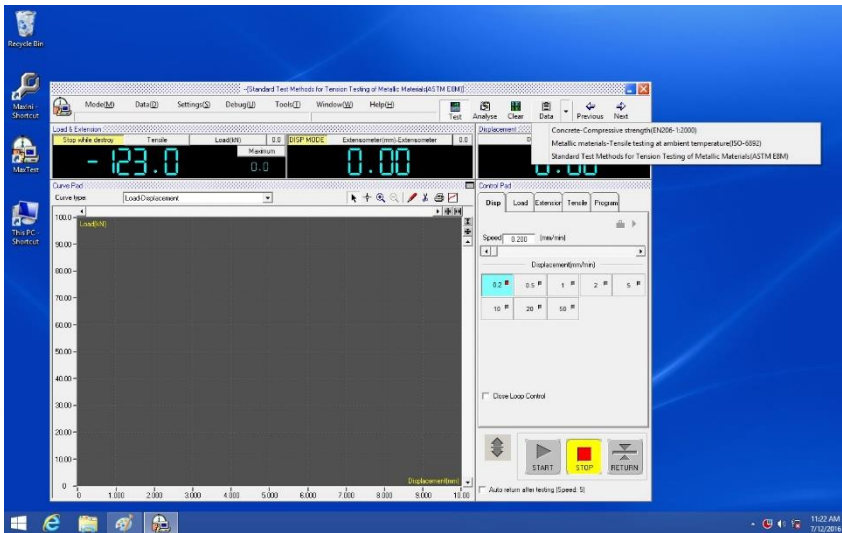 Recycle Bin
MaxIni -
Shortcut
MaxTest
This PC -
Shortcut
-(Standard Test Methods for Tension Testing of Metallic Materials(ASTM E8M))
Mode(M) Data(D) Settings(S) Debug(U) Tools(T) Window(W) Help(H)
Test Analyse Clear Data Previous Next
Concrete-Compressive strength(EN206-1:2000)
Metallic materials-Tensile testing at ambient temperature(ISO-6892)
Standard Test Methods for Tension Testing of Metallic Materials(ASTM E8M)
Load & Extension
Stop while destroy Tensile Load(kN) 0.0 DISP MODE Extensometer(mm)-Extensometer 0.0
Displacement
Maximum
-123.0 0.0 0.00
Curve Pad
Curve type: Load-Displacement
Load(kN)
100.0
90.00
80.00
70.00
60.00
50.00
40.00
30.00
20.00
10.00
0
Displacement(mm)
0 1.000 2.000 3.000 4.000 5.000 6.000 7.000 8.000 9.000 10.00
Control Pad
Disp Load Extensior Tensile Program
Speed 0.200 (mm/min)
Displacement(mm/min)
0.2 0.5 1 2 5
10 20 50
Close Loop Control
START STOP RETURN
Auto return after testing (Speed: 5)
11:22 AM
7/12/2016